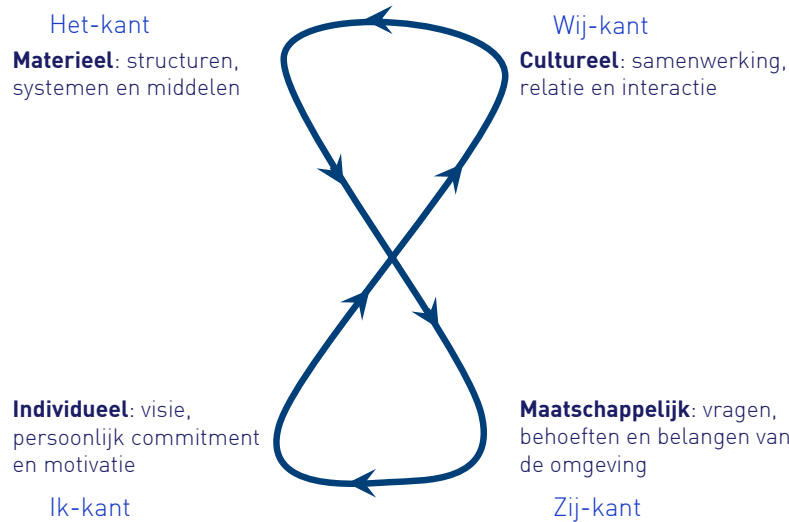 Het-kant
Materieel: structuren,
systemen en middelen
Wij-kant
Cultureel: samenwerking,
relatie en interactie
Individueel: visie,
persoonlijk commitment
en motivatie
Ik-kant
Maatschappelijk: vragen,
behoeften en belangen van
de omgeving
Zij-kant